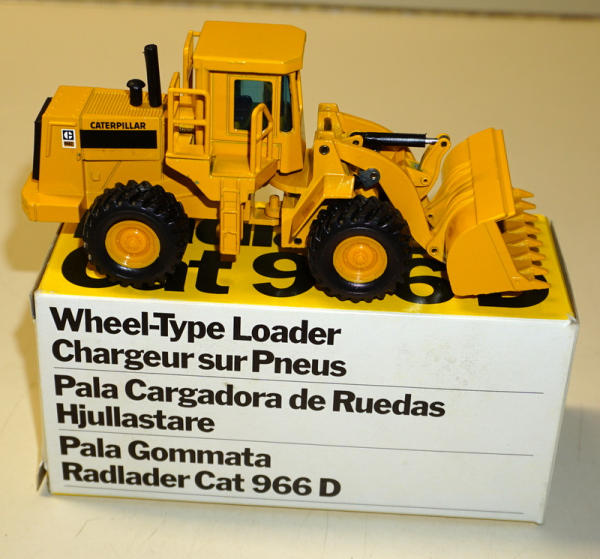 CATERPILLAR
Cat 966 D
Wheel-Type Loader
Chargeur sur Pneus
Pala Cargadora de Ruedas
Hjullastare
Pala Gommata
Radlader Cat 966 D